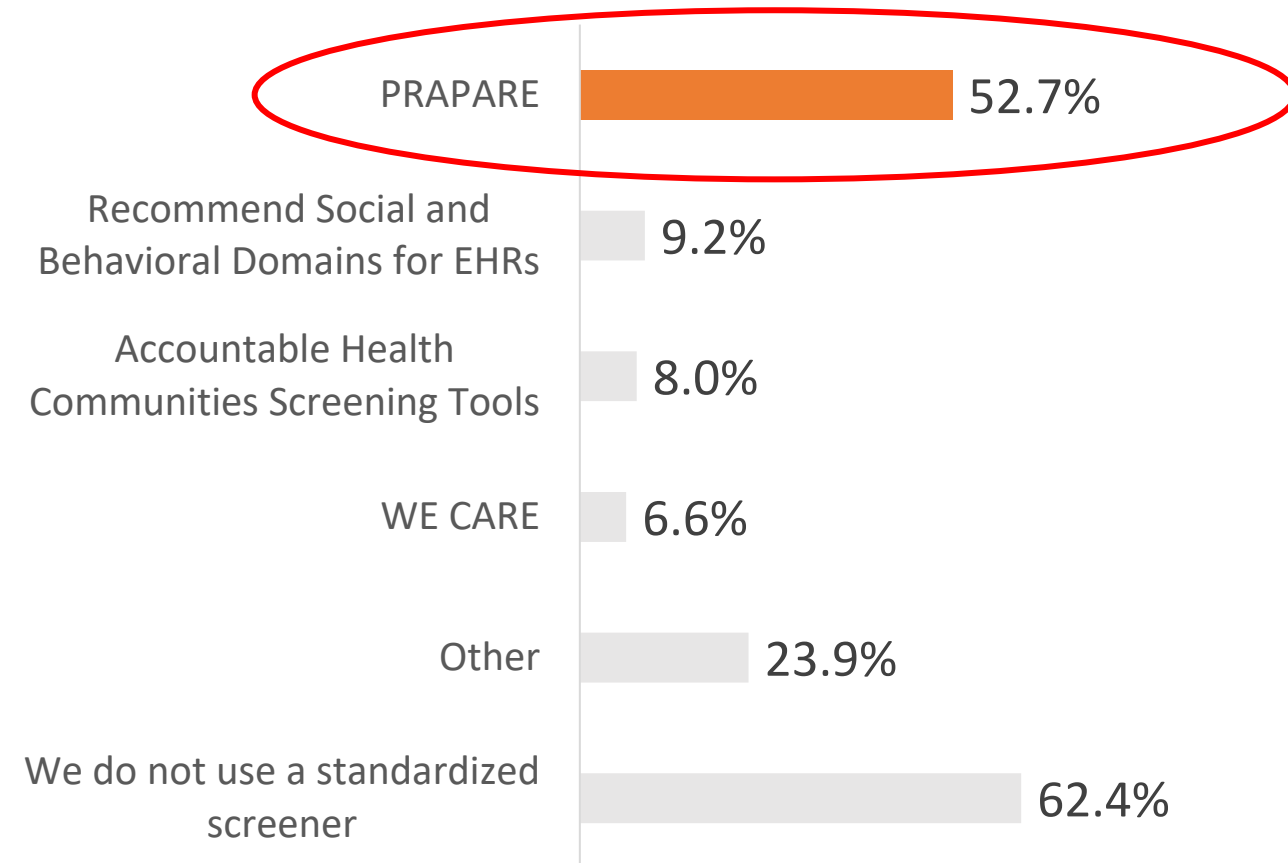 PRAPARE 52.7%
Recommend Social and
Behavioral Domains for EHRs 9.2%
Accountable Health
Communities Screening Tools 8.0%
WE CARE 6.6%
Other 23.9%
We do not use a standardized
screener 62.4%